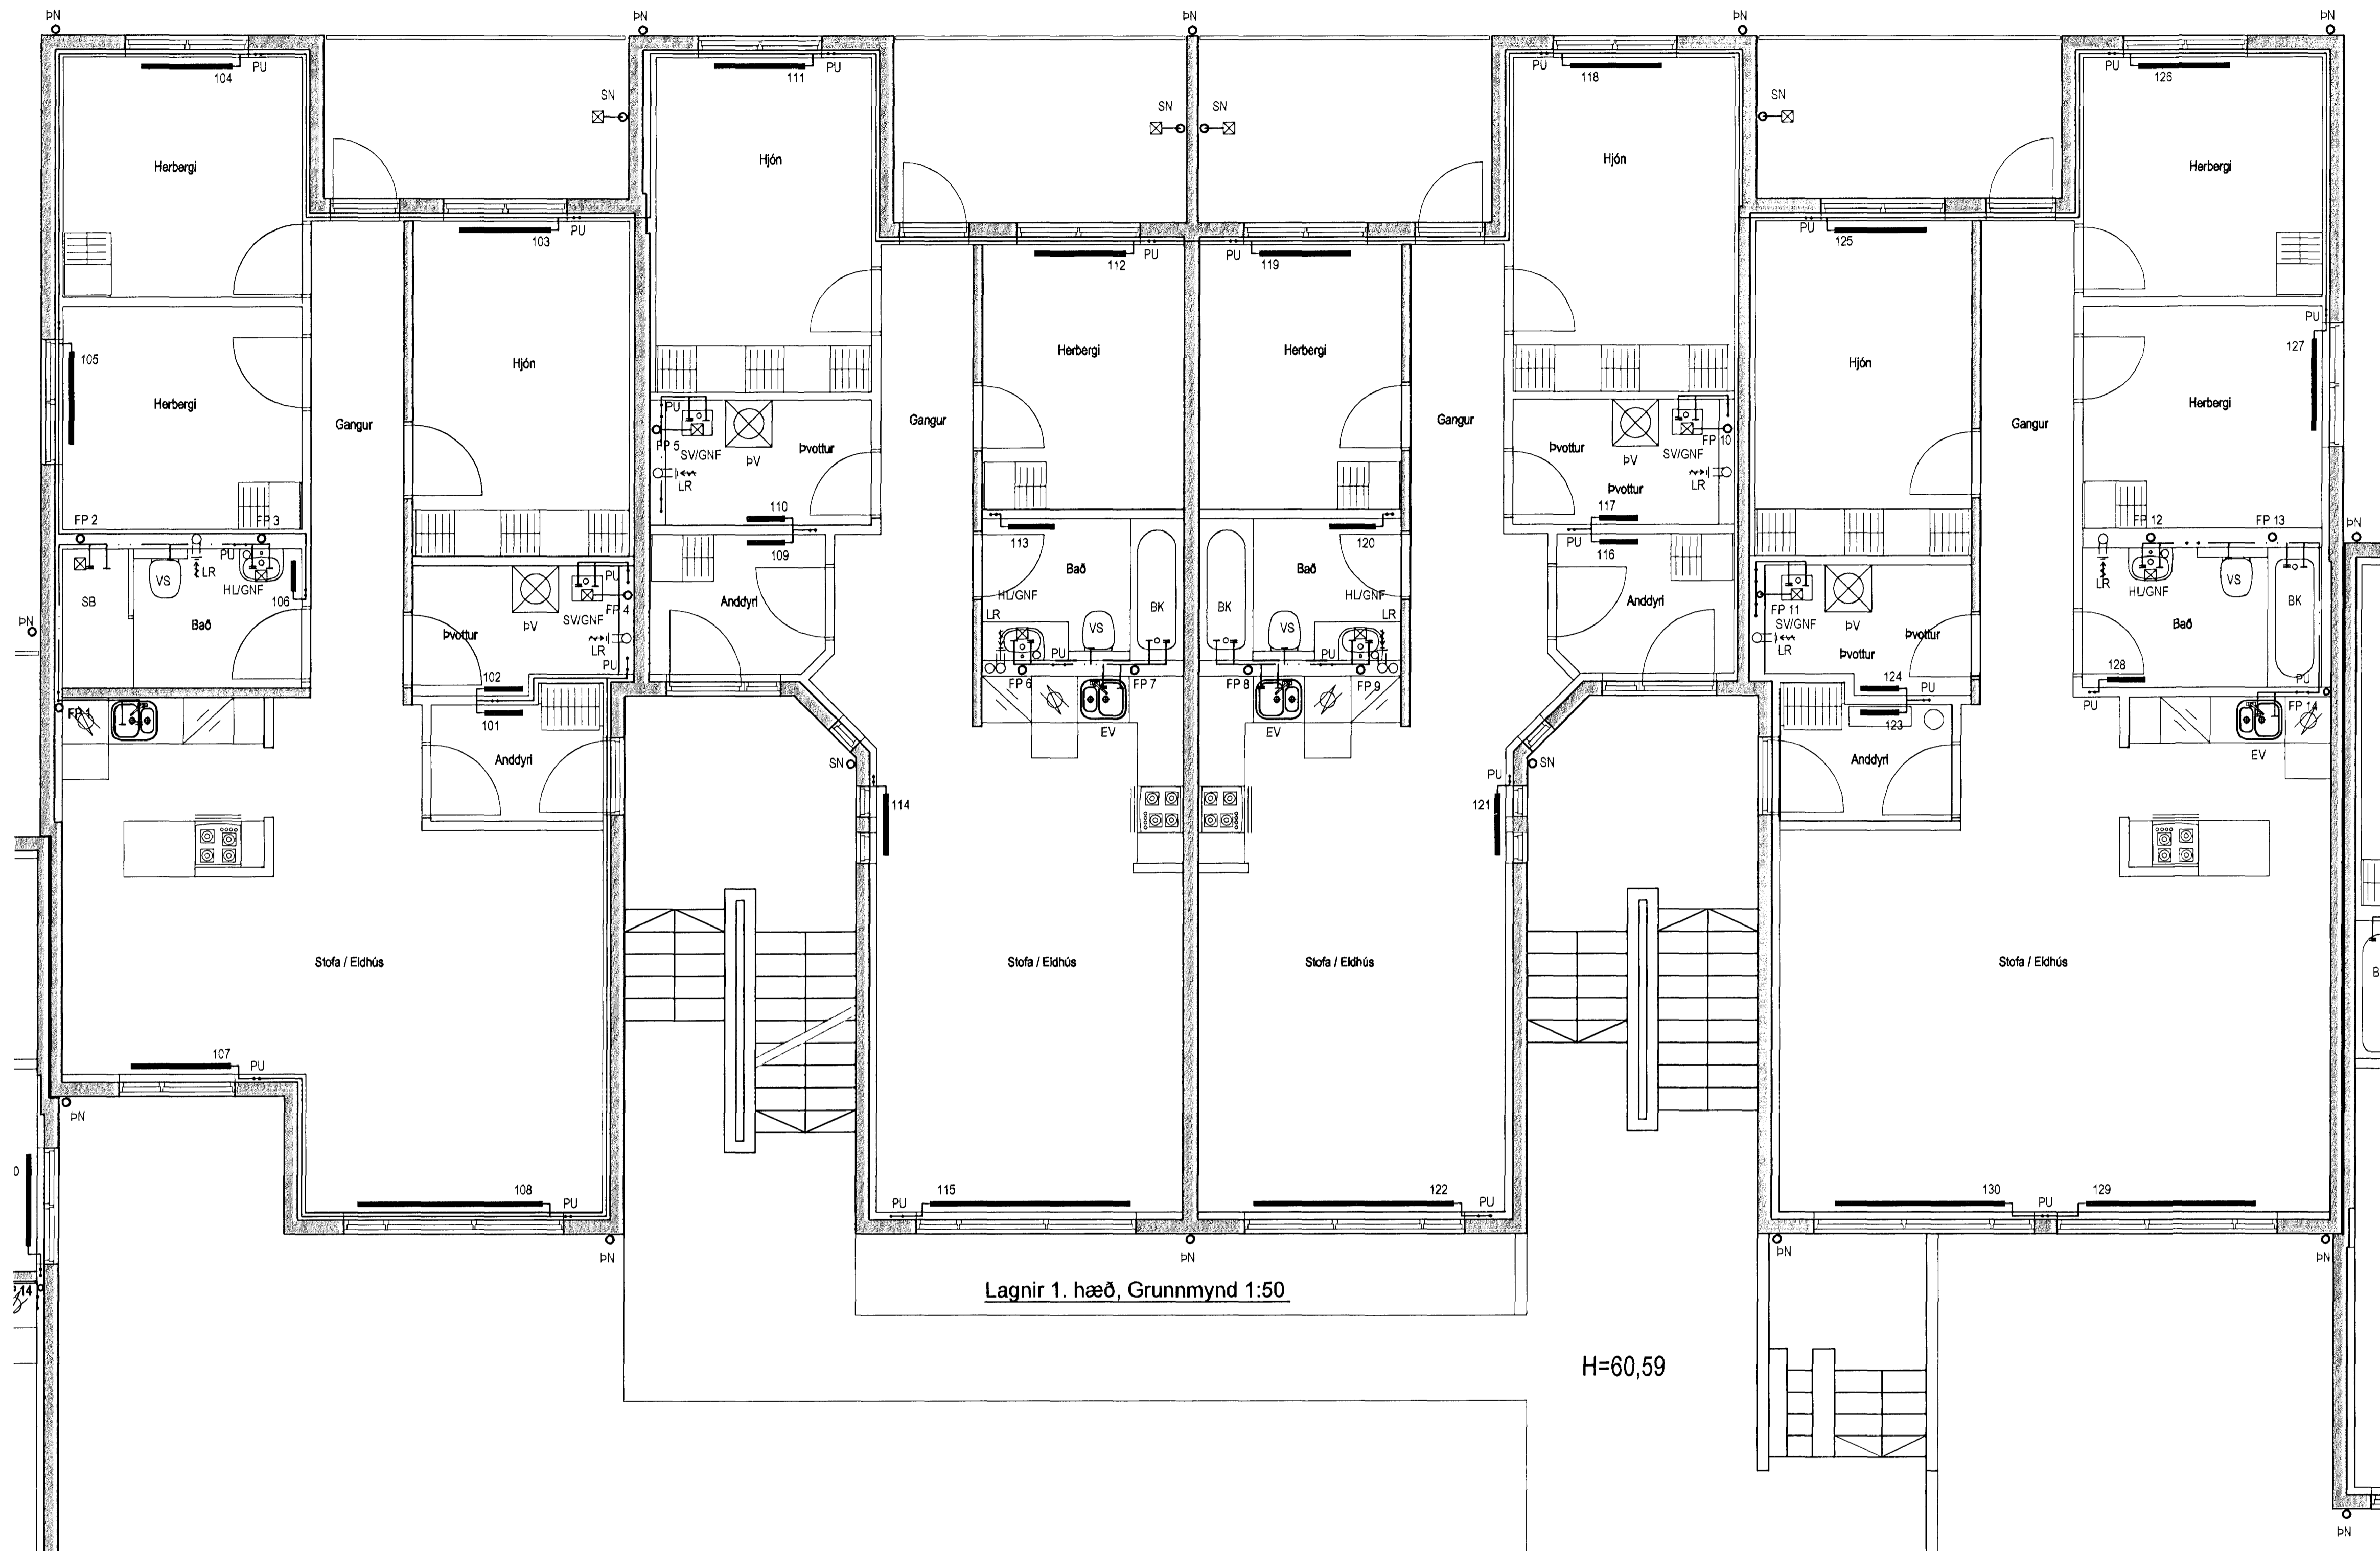 ÞN ÞN ÞN ÞN ÞN
104 PU 111 PU PU 118 PU 126
SN SN SN SN
Herbergi Hjón Hjón Herbergi
103 PU 112 PU PU 119 PU 125
PU
105 Hjón Herbergi Herbergi Hjón 127
Herbergi Gangur Gangur Gangur Gangur Herbergi
PU
FP 5 SV/GNF ÞV Þvottur Þvottur ÞV SV/GNF FP 10
LR Þvottur LR
FP 2 FP 3 110 117 FP 12 FP 13
ÞN
109 113 120 PU 116
PU
SB VS LR HL/GNF 106 Bað Bað LR HL/GNF VS BK
PU
Anddyri HL/GNF BK BK HL/GNF Anddyri
Bað Þvottur ÞV SV/GNF FP 4 LR VS VS LR FP 11 SV/GNF ÞV Þvottur Bað
ÞN
LR PU PU PU LR Þvottur
FP 6 FP 7 FP 8 FP 9
102 124 PU 128 PU
FP 1 101 123 PU FP 14
EV EV EV
Anddyri SN SN Anddyri
PU
114 121
Stofa / Eldhús Stofa / Eldhús Stofa / Eldhús Stofa / Eldhús
B
107 PU
ÞN
0
108 PU PU 115 122 PU 130 PU 129
ÞN ÞN ÞN ÞN
14
Lagnir 1. hæð, Grunnmynd 1:50
H=60,59
ÞN